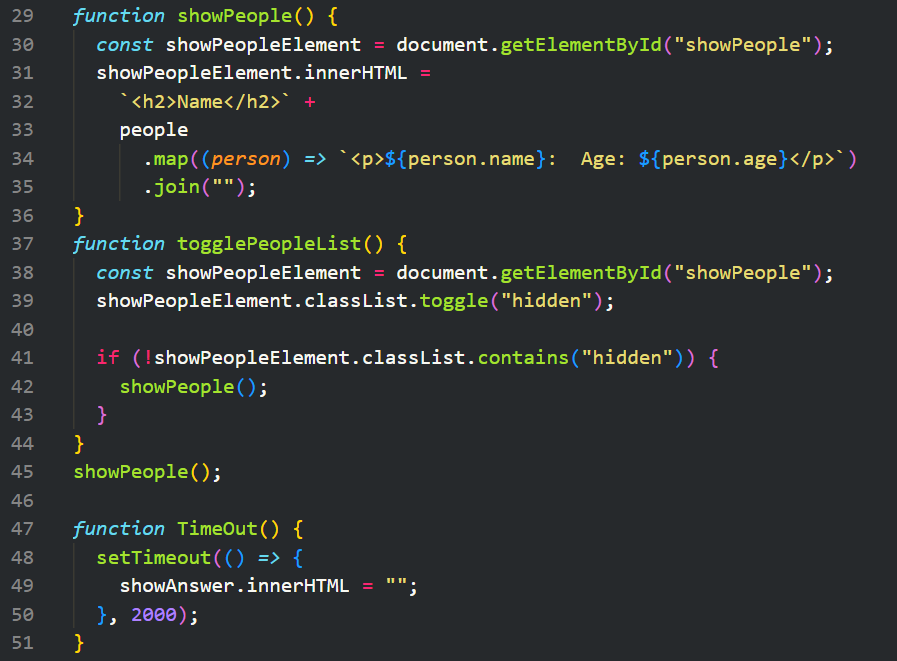 29 function showPeople() {
30   const showPeopleElement = document.getElementById("showPeople");
31   showPeopleElement.innerHTML =
32     `<h2>Name</h2>` +
33     people
34       .map((person) => `<p>${person.name}:  Age: ${person.age}</p>`)
35       .join("");
36 }
37 function togglePeopleList() {
38   const showPeopleElement = document.getElementById("showPeople");
39   showPeopleElement.classList.toggle("hidden");
40
41   if (!showPeopleElement.classList.contains("hidden")) {
42     showPeople();
43   }
44 }
45 showPeople();
46
47 function TimeOut() {
48   setTimeout(() => {
49     showAnswer.innerHTML = "";
50   }, 2000);
51 }